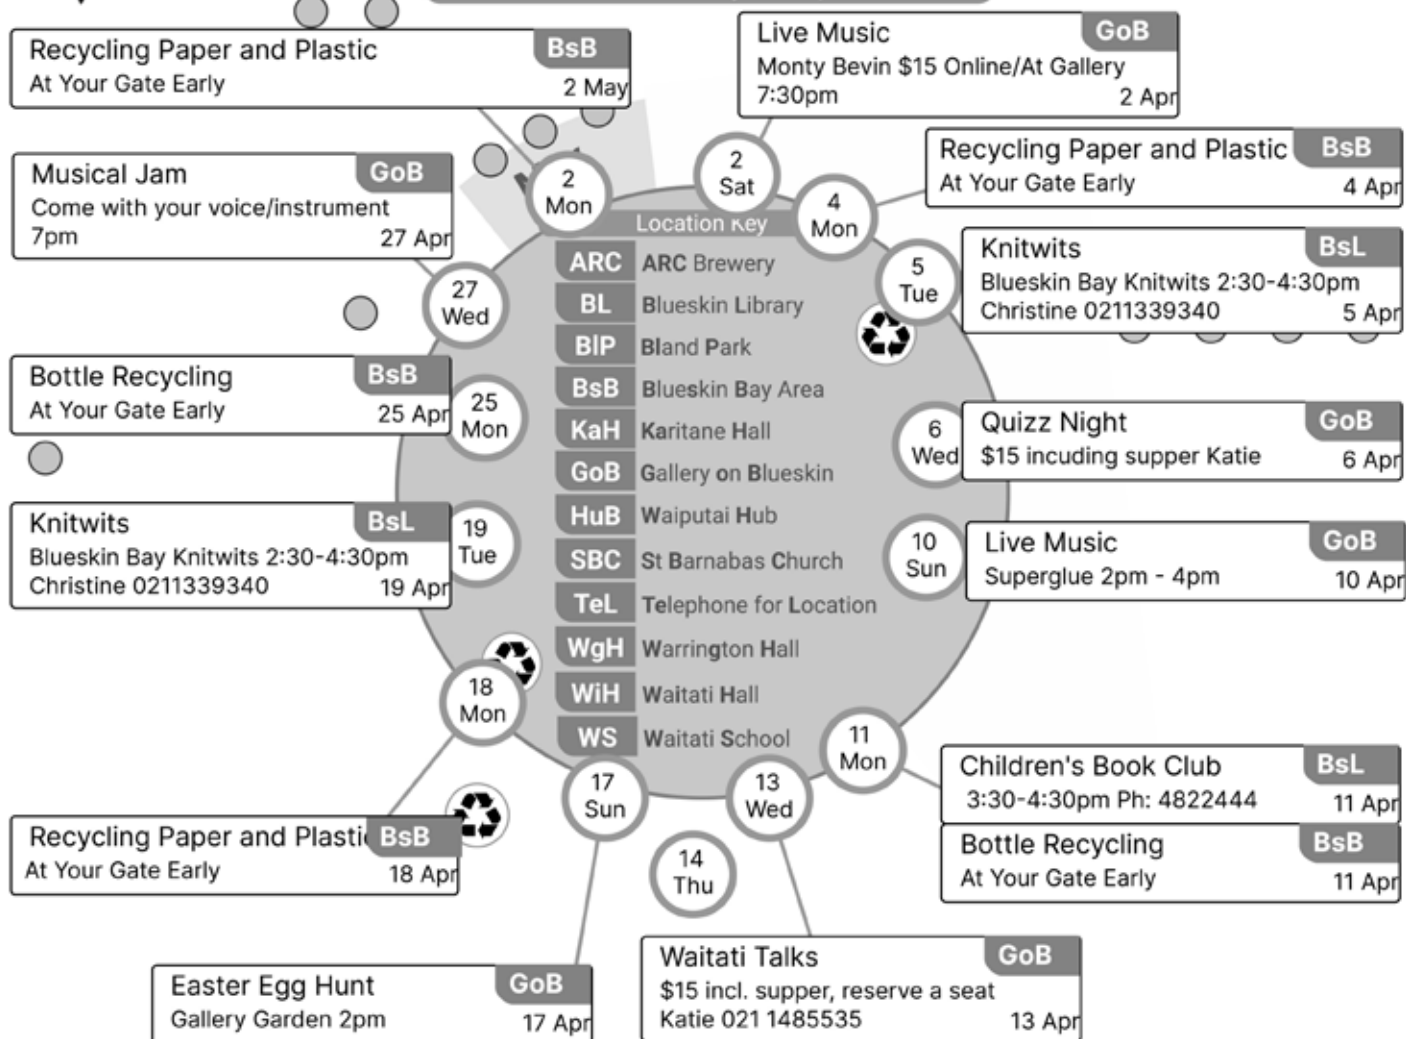 Recycling Paper and Plastic BsB
At Your Gate Early
2 May
Live Music GoB
Monty Bevin $15 Online/At Gallery
7:30pm 2 Apr
Musical Jam GoB
Come with your voice/instrument
7pm 27 Apr
Recycling Paper and Plastic BsB
At Your Gate Early
4 Apr
Knitwits BsL
Blueskin Bay Knitwits 2:30-4:30pm
Christine 0211339340 5 Apr
Bottle Recycling BsB
At Your Gate Early 25 Apr
Quizz Night GoB
$15 incuding supper Katie 6 Apr
Knitwits BsL
Blueskin Bay Knitwits 2:30-4:30pm
Christine 0211339340 19 Apr
Live Music GoB
Superglue 2pm - 4pm 10 Apr
Recycling Paper and Plastic BsB
At Your Gate Early 18 Apr
Children's Book Club BsL
3:30-4:30pm Ph: 4822444 11 Apr
Bottle Recycling BsB
At Your Gate Early 11 Apr
Easter Egg Hunt GoB
Gallery Garden 2pm 17 Apr
Waitati Talks GoB
$15 incl. supper, reserve a seat
Katie 021 1485535 13 Apr
2
Mon
2
Sat
4
Mon
5
Tue
6
Wed
10
Sun
11
Mon
13
Wed
14
Thu
17
Sun
18
Mon
19
Tue
25
Mon
27
Wed
Location Key
ARC ARC Brewery
BL Blueskin Library
BlP Bland Park
BsB Blueskin Bay Area
KaH Karitane Hall
GoB Gallery on Blueskin
HuB Waiputai Hub
SBC St Barnabas Church
TeL Telephone for Location
WgH Warrington Hall
WiH Waitati Hall
WS Waitati School